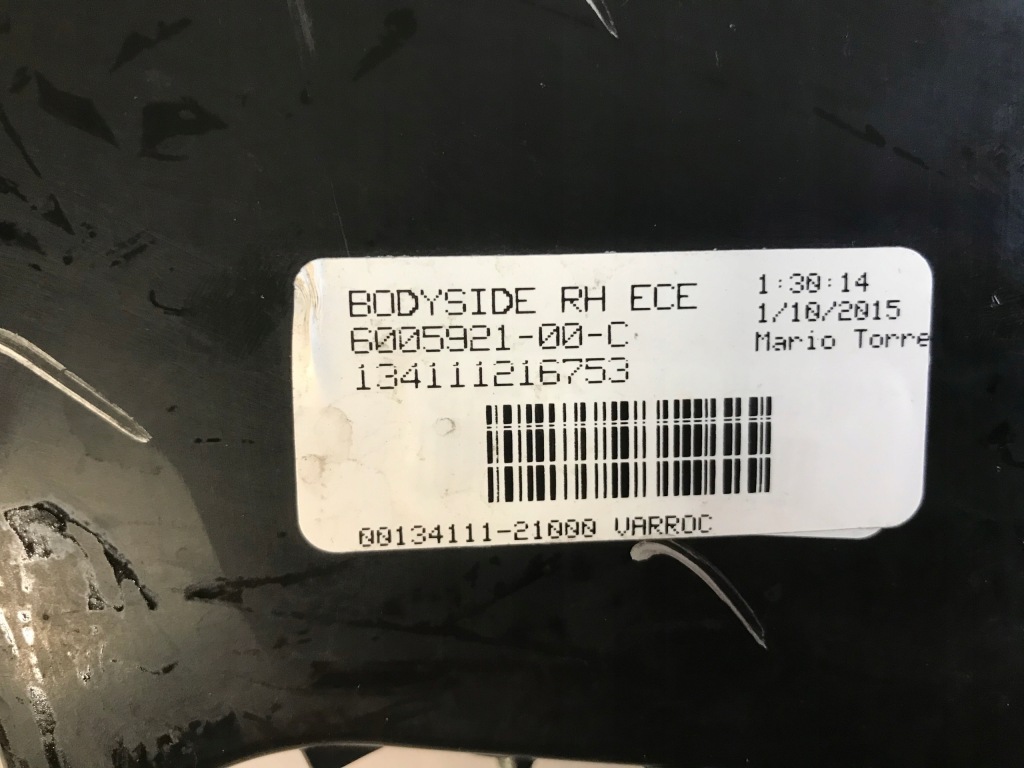 BODYSIDE RH ECE
6005921-00-C
134111216753
1:30:14
1/10/2015
Mario Torre
00134111-21000 VARROC